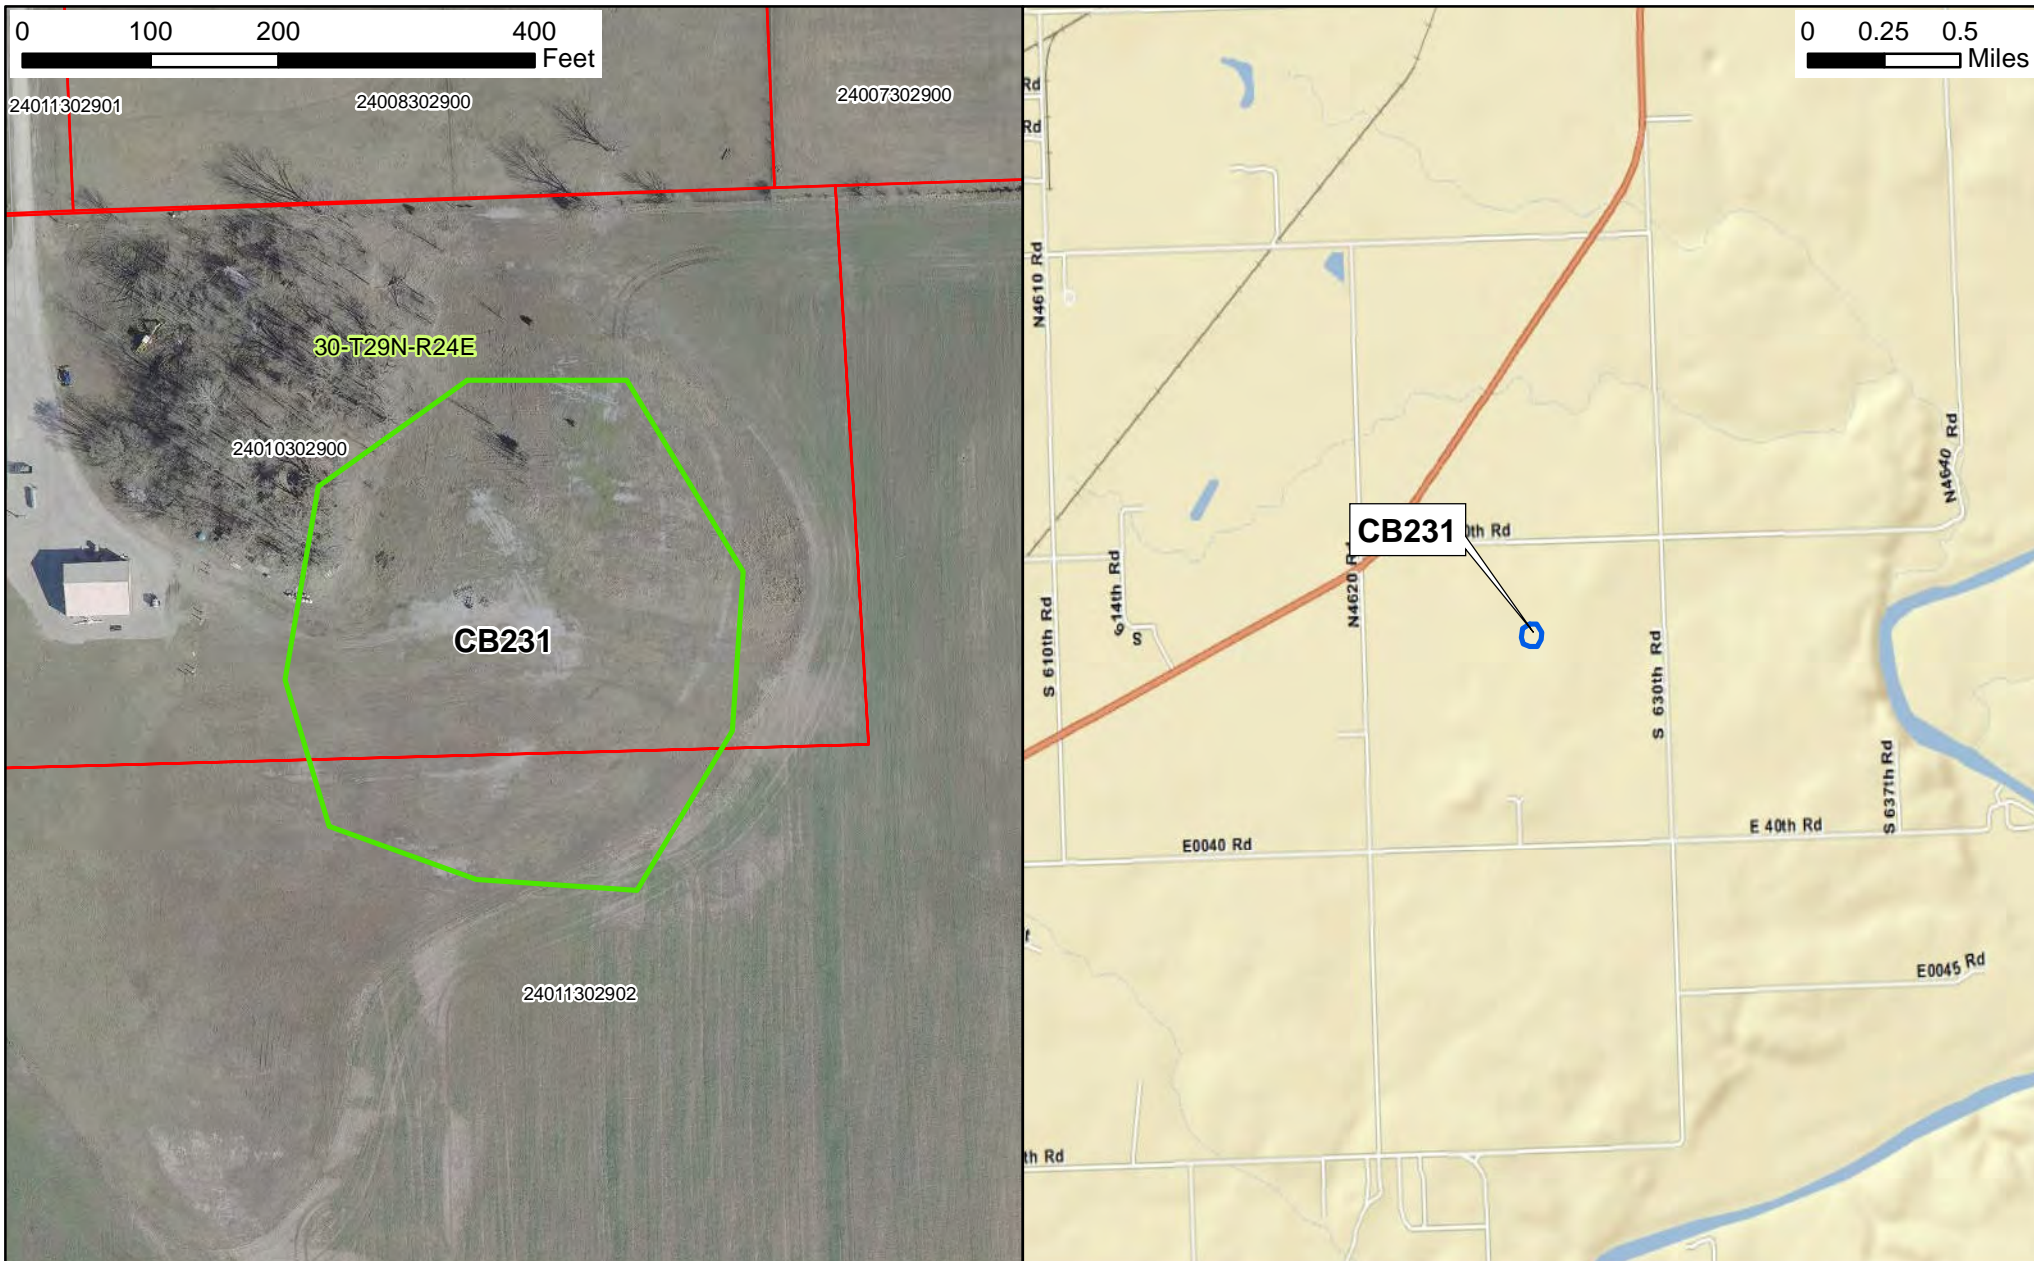 0 100 200 400
Feet
24011302901
24008302900
24007302900
30-T29N-R24E
24010302900
CB231
24011302902
0 0.25 0.5
Miles
Rd
Rd
N4610 Rd
N4640 Rd
CB231
0th Rd
614th Rd
S
N4620 R
S 610th Rd
S 630th Rd
S 637th Rd
E 40th Rd
E0040 Rd
E0045 Rd
th Rd